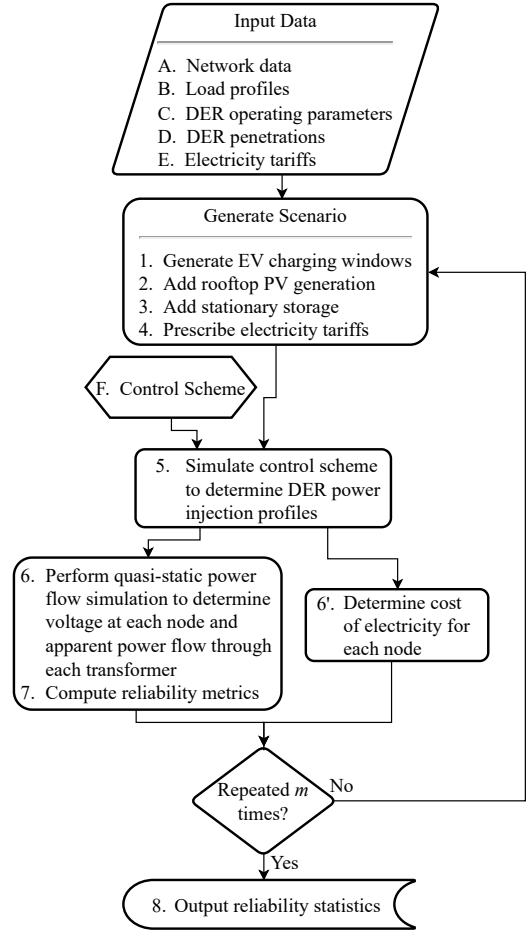 Input Data
A. Network data
B. Load profiles
C. DER operating parameters
D. DER penetrations
E. Electricity tariffs
Generate Scenario
1. Generate EV charging windows
2. Add rooftop PV generation
3. Add stationary storage
4. Prescribe electricity tariffs
F. Control Scheme
5. Simulate control scheme
to determine DER power
injection profiles
6. Perform quasi-static power
flow simulation to determine
voltage at each node and
apparent power flow through
each transformer
7. Compute reliability metrics
6'. Determine cost
of electricity for
each node
Repeated m
times?
No
Yes
8. Output reliability statistics